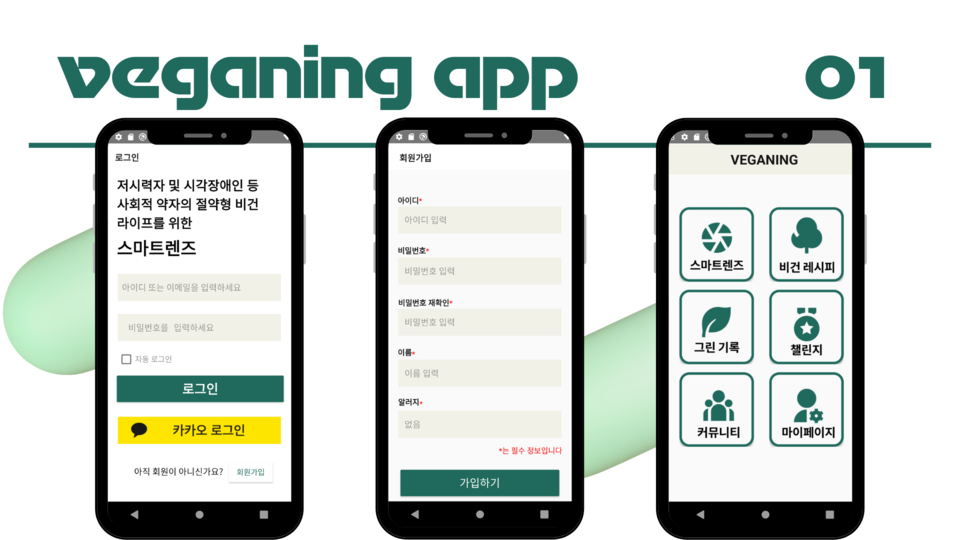 veganing app
01
로그인
저시력자 및 시각장애인 등
사회적 약자의 절약형 비건
라이프를 위한
스마트렌즈
아이디 또는 이메일을 입력하세요
비밀번호를 입력하세요
자동 로그인
로그인
카카오 로그인
아직 회원이 아니신가요? 회원가입
회원가입
아이디*
아이디 입력
비밀번호*
비밀번호 입력
비밀번호 재확인*
비밀번호 입력
이름*
이름 입력
알러지*
없음
*는 필수 정보입니다
가입하기
VEGANING
스마트렌즈
비건 레시피
그린 기록
챌린지
커뮤니티
마이페이지